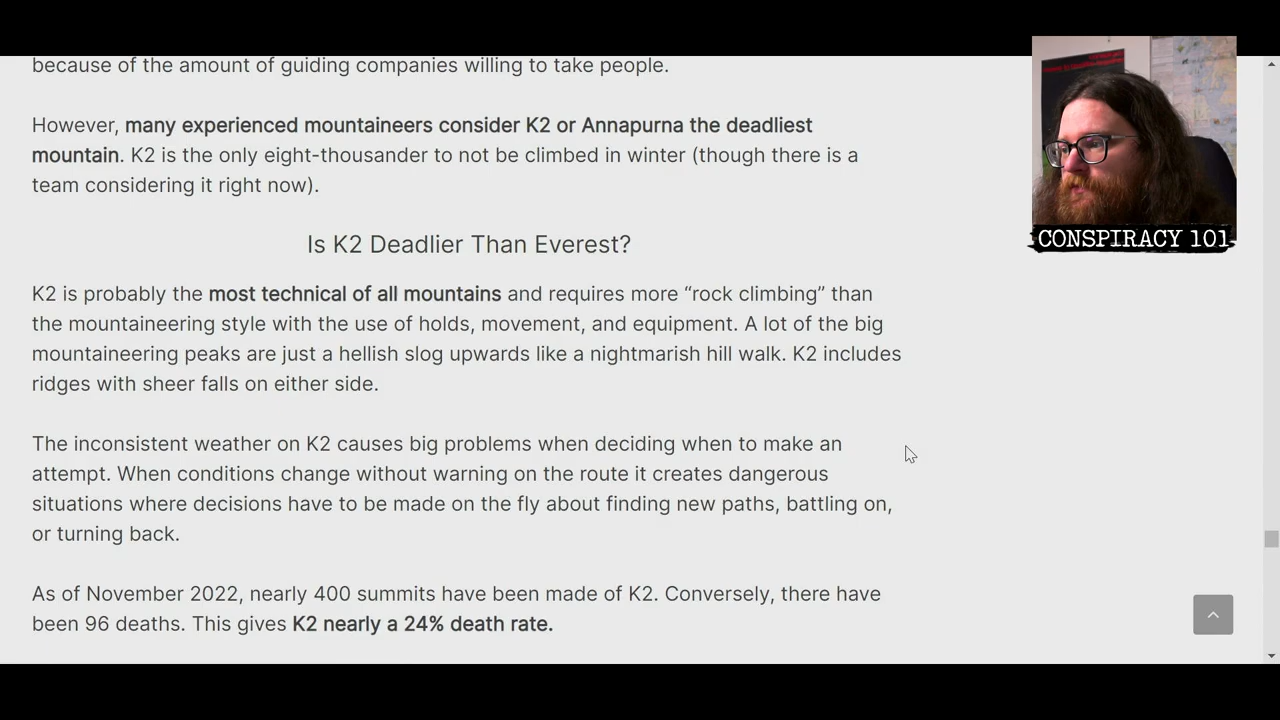 because of the amount of guiding companies willing to take people.
However, many experienced mountaineers consider K2 or Annapurna the deadliest
mountain. K2 is the only eight-thousander to not be climbed in winter (though there is a
team considering it right now).
Is K2 Deadlier Than Everest?
K2 is probably the most technical of all mountains and requires more “rock climbing” than
the mountaineering style with the use of holds, movement, and equipment. A lot of the big
mountaineering peaks are just a hellish slog upwards like a nightmarish hill walk. K2 includes
ridges with sheer falls on either side.
The inconsistent weather on K2 causes big problems when deciding when to make an
attempt. When conditions change without warning on the route it creates dangerous
situations where decisions have to be made on the fly about finding new paths, battling on,
or turning back.
As of November 2022, nearly 400 summits have been made of K2. Conversely, there have
been 96 deaths. This gives K2 nearly a 24% death rate.
CONSPIRACY 101